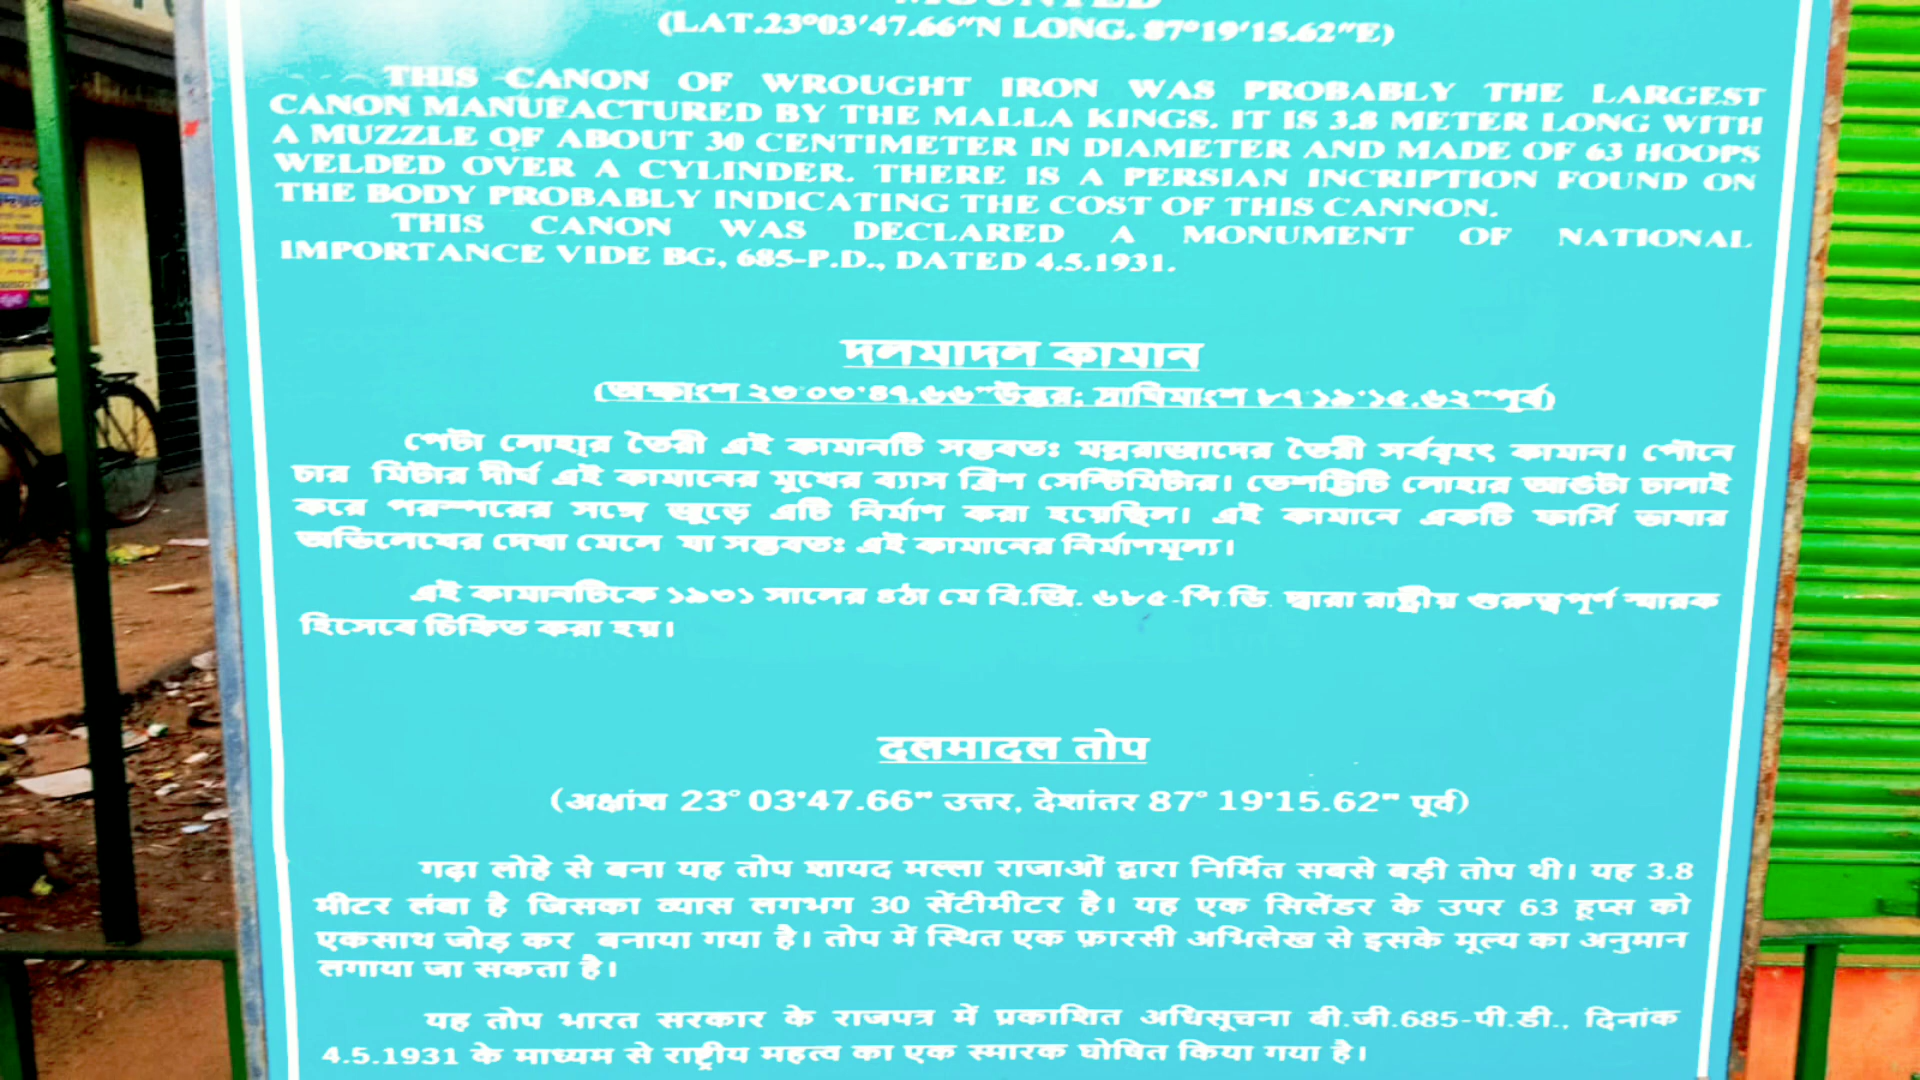 MOUNTED
(LAT.23°03'47.66"N LONG. 87°19'15.62"E)
THIS CANON OF WROUGHT IRON WAS PROBABLY THE LARGEST
CANON MANUFACTURED BY THE MALLA KINGS. IT IS 3.8 METER LONG WITH
A MUZZLE OF ABOUT 30 CENTIMETER IN DIAMETER AND MADE OF 63 HOOPS
WELDED OVER A CYLINDER. THERE IS A PERSIAN INCRIPTION FOUND ON
THE BODY PROBABLY INDICATING THE COST OF THIS CANNON.
THIS CANON WAS DECLARED A MONUMENT OF NATIONAL
IMPORTANCE VIDE BG, 685-P.D., DATED 4.5.1931.
দলমাদল কামান
(অক্ষাংশ ২৩°০৩'৪৭.৬৬"উত্তর; দ্রাঘিমাংশ ৮৭°১৯'১৫.৬২"পূর্ব)
পেটা লোহার তৈরী এই কামানটি সম্ভবতঃ মল্লরাজাদের তৈরী সর্ববৃহৎ কামান। পৌনে
চার মিটার দীর্ঘ এই কামানের মুখের ব্যাস ত্রিশ সেন্টিমিটার। তেশট্টিটি লোহার আঙটা ঢালাই
করে পরস্পরের সঙ্গে জুড়ে এটি নির্মাণ করা হয়েছিল। এই কামানে একটি ফার্সি ভাষার
অভিলেখের দেখা মেলে যা সম্ভবতঃ এই কামানের নির্মাণমূল্য।
এই কামানটিকে ১৯৩১ সালের ৪ঠা মে বি.জি. ৬৮৫-পি.ডি. দ্বারা রাষ্ট্রীয় গুরুত্বপূর্ণ স্মারক
হিসেবে চিহ্নিত করা হয়।
दलमादल तोप
(अक्षांश 23° 03'47.66" उत्तर, देशांतर 87° 19'15.62" पूर्व)
गढ़ा लोहे से बना यह तोप शायद मल्ला राजाओं द्वारा निर्मित सबसे बड़ी तोप थी। यह 3.8
मीटर लंबा है जिसका व्यास लगभग 30 सेंटीमीटर है। यह एक सिलेंडर के उपर 63 हूप्स को
एकसाथ जोड़ कर बनाया गया है। तोप में स्थित एक फ़ारसी अभिलेख से इसके मूल्य का अनुमान
लगाया जा सकता है।
यह तोप भारत सरकार के राजपत्र में प्रकाशित अधिसूचना बी.जी.685-पी.डी., दिनांक
4.5.1931 के माध्यम से राष्ट्रीय महत्व का एक स्मारक घोषित किया गया है।